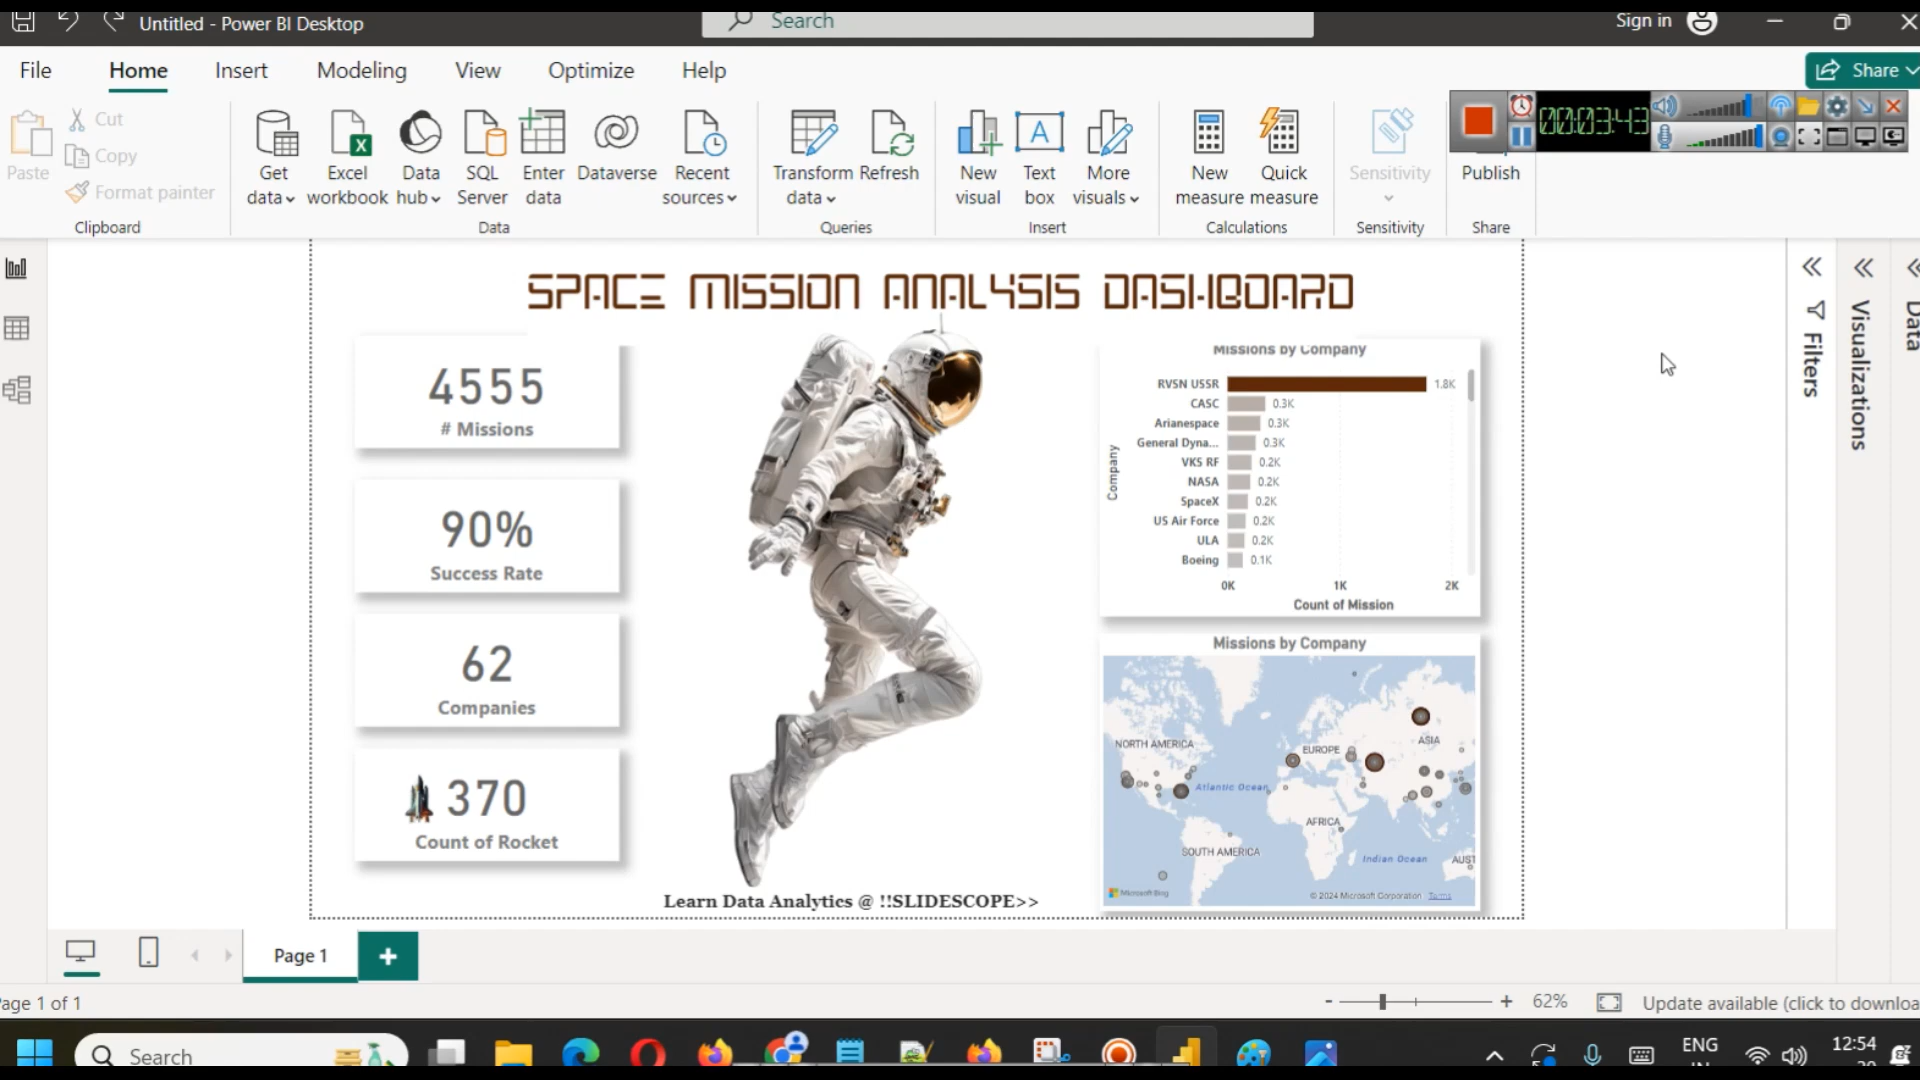 Untitled - Power BI Desktop
Search
Sign in
File
Home
Insert
Modeling
View
Optimize
Help
Share
Paste
Cut
Copy
Format painter
Clipboard
Get data
Excel workbook
Data hub
SQL Server
Enter data
Dataverse
Recent sources
Data
Transform data
Refresh
Queries
New visual
Text box
More visuals
Insert
New measure
Quick measure
Calculations
Sensitivity
Sensitivity
Publish
Share
00:03:43
SPACE MISSION ANALYSIS DASHBOARD
4555
# Missions
90%
Success Rate
62
Companies
370
Count of Rocket
Learn Data Analytics @ !!SLIDESCOPE>>
Missions by Company
Company
RVSN USSR 1.8K
CASC 0.3K
Arianespace 0.3K
General Dyna... 0.3K
VKS RF 0.2K
NASA 0.2K
SpaceX 0.2K
US Air Force 0.2K
ULA 0.2K
Boeing 0.1K
0K 1K 2K
Count of Mission
Missions by Company
NORTH AMERICA
EUROPE
ASIA
Atlantic Ocean
AFRICA
SOUTH AMERICA
Indian Ocean
AUST
Microsoft Bing
© 2024 Microsoft Corporation Terms
Filters
Visualizations
Data
Page 1
age 1 of 1
- + 62%
Update available (click to downloa
Search
ENG
12:54